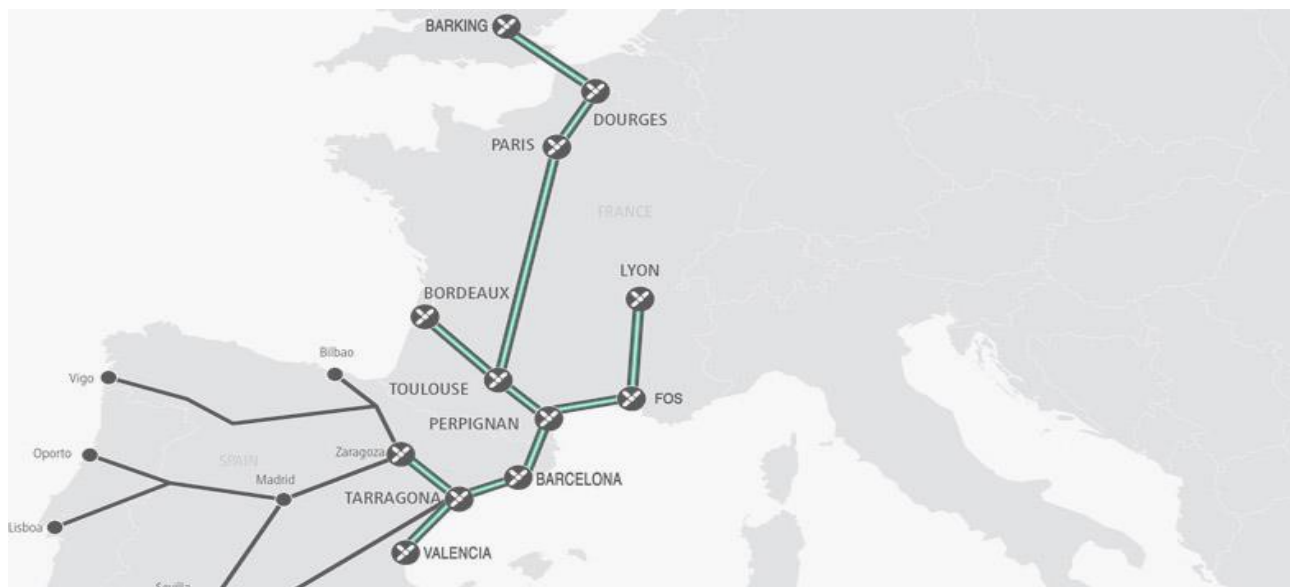 BARKING
DOURGES
PARIS
FRANCE
LYON
BORDEAUX
Bilbao
Vigo
TOULOUSE
FOS
PERPIGNAN
Oporto
Zaragoza
SPAIN
Madrid
BARCELONA
TARRAGONA
Lisboa
VALENCIA
Sevilla